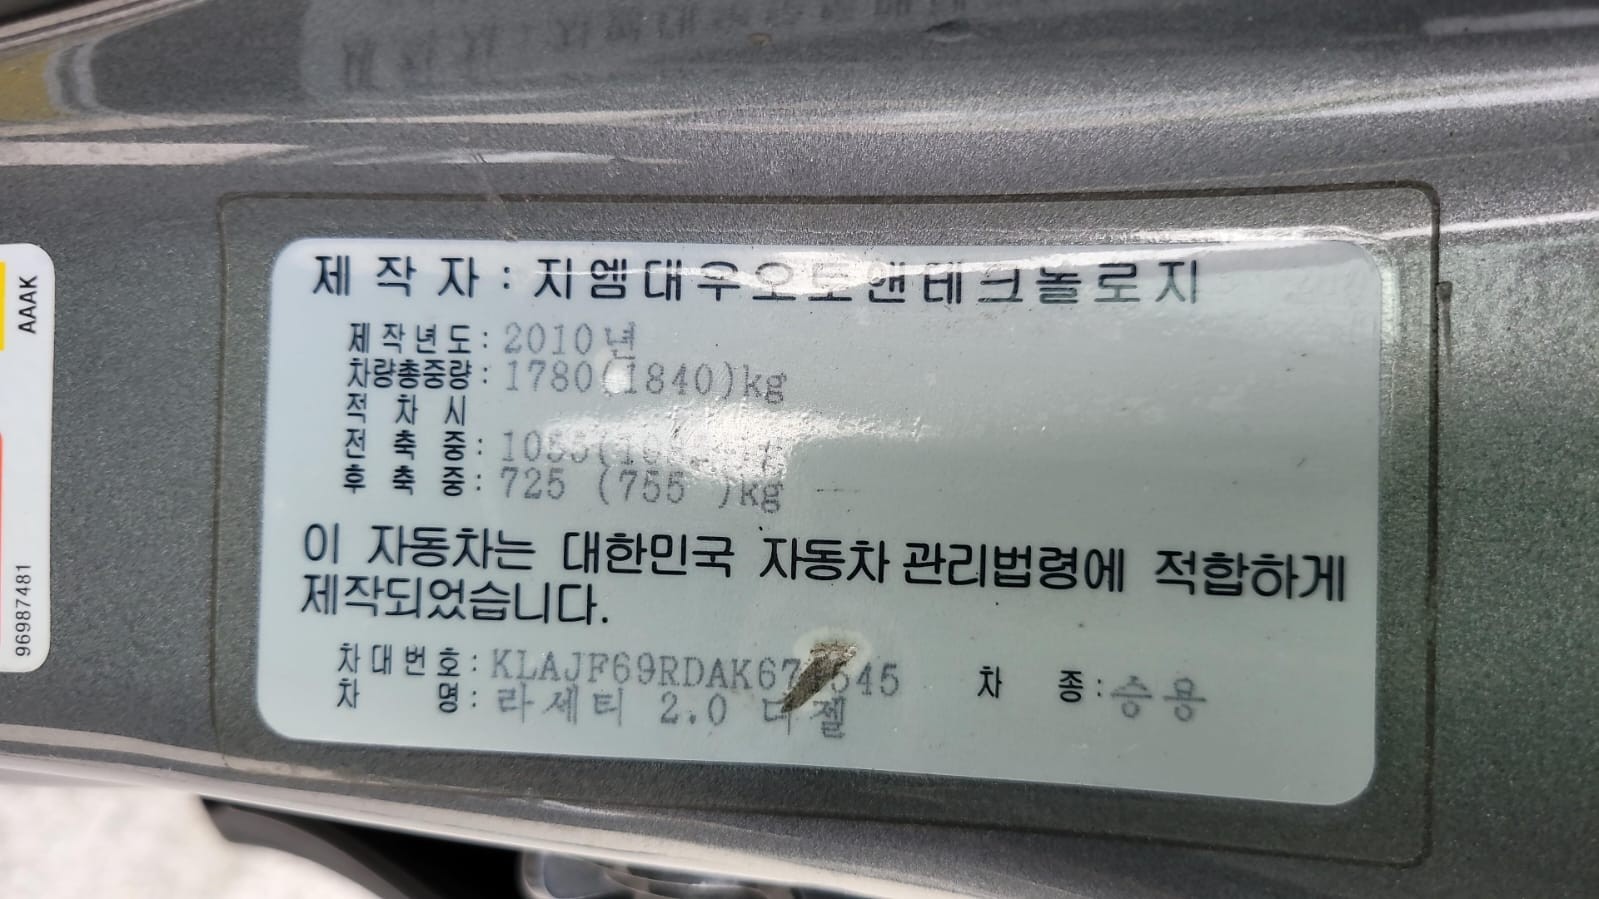 제 작 자 : 지엠대우오토앤테크놀로지
제 작 년 도 : 2010년
차량총중량 : 1780(1840)kg
적 차 시
전 축 중 : 1055
후 축 중 : 725 (755 )kg
이 자동차는 대한민국 자동차 관리법령에 적합하게
제작되었습니다.
차 대 번 호 : 차 종 : 승용
차 명 : 라세티 2.0 디젤
AAAK
96987481